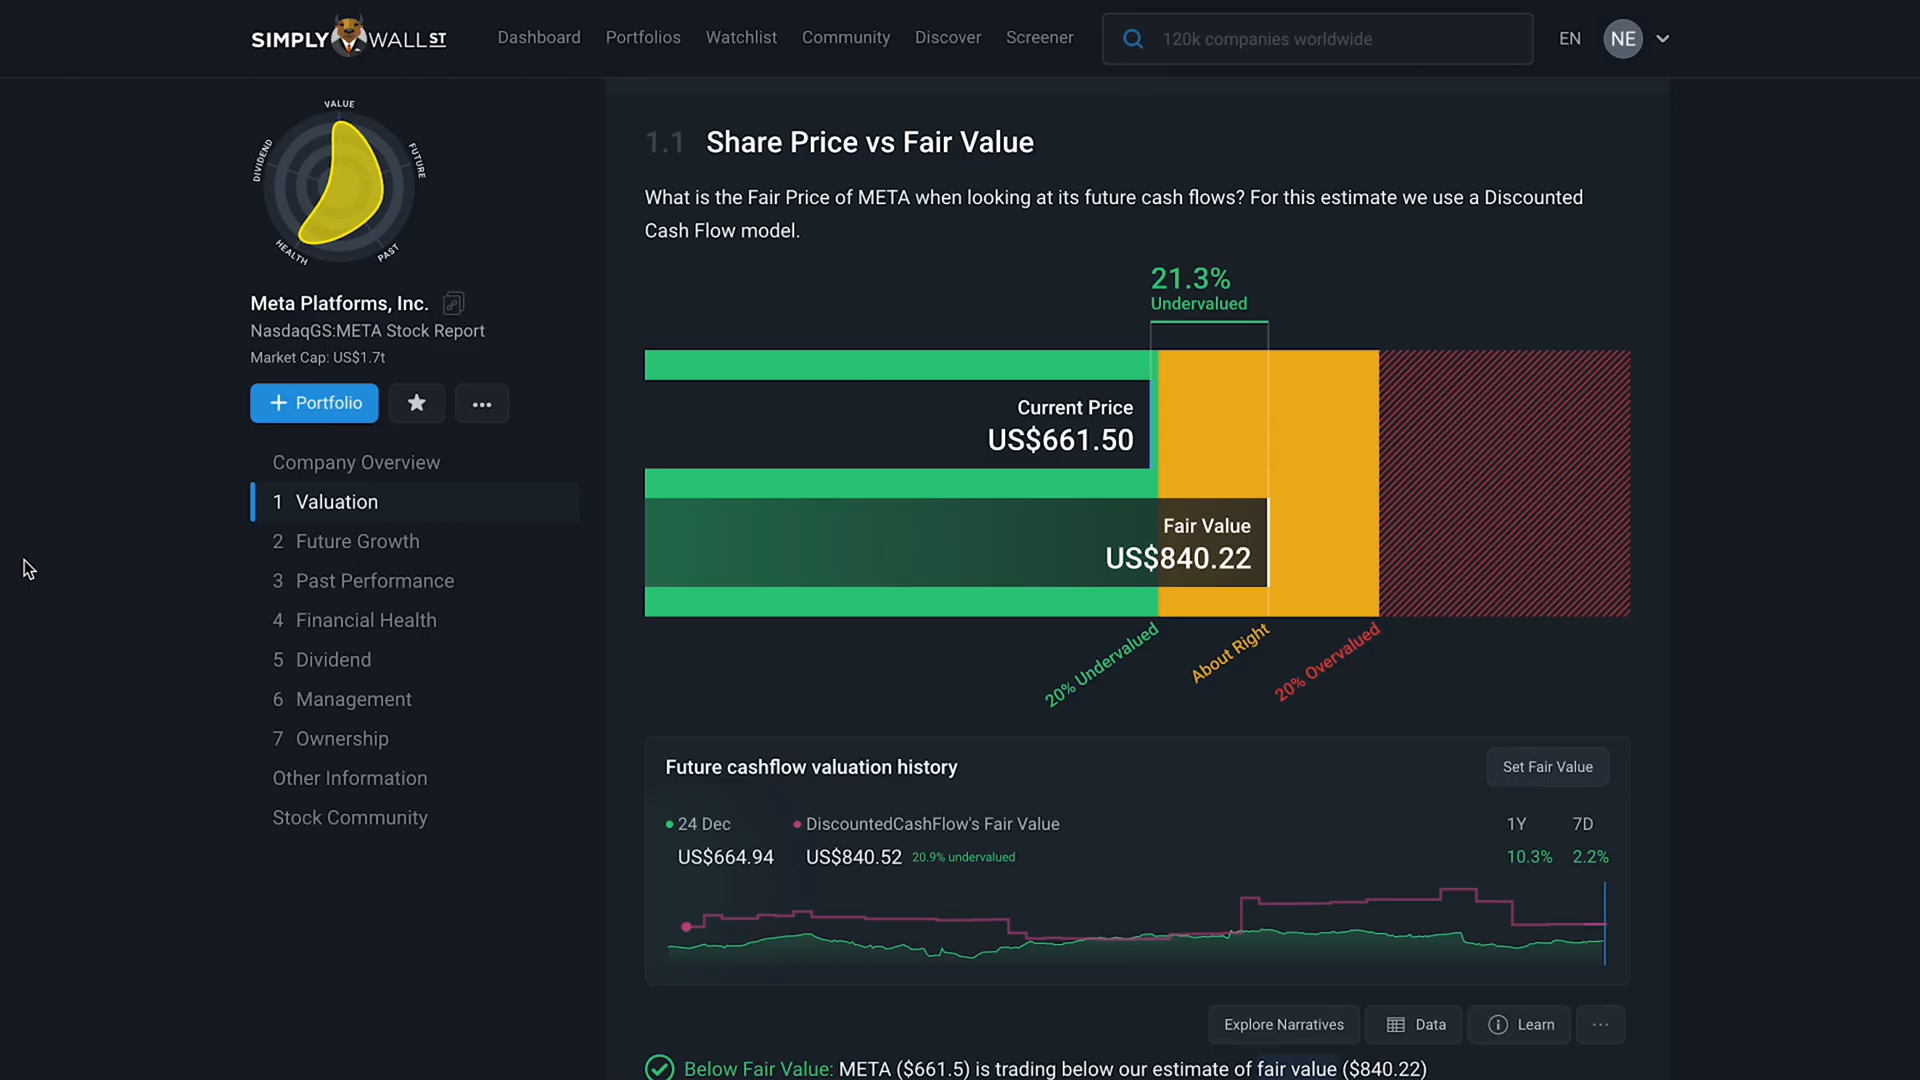 SIMPLY WALLST
Dashboard
Portfolios
Watchlist
Community
Discover
Screener
120k companies worldwide
EN
NE
VALUE
FUTURE
PAST
HEALTH
DIVIDEND
Meta Platforms, Inc.
NasdaqGS:META Stock Report
Market Cap: US$1.7t
+ Portfolio
Company Overview
1 Valuation
2 Future Growth
3 Past Performance
4 Financial Health
5 Dividend
6 Management
7 Ownership
Other Information
Stock Community
1.1 Share Price vs Fair Value
What is the Fair Price of META when looking at its future cash flows? For this estimate we use a Discounted
Cash Flow model.
21.3%
Undervalued
Current Price
US$661.50
Fair Value
US$840.22
20% Undervalued
About Right
20% Overvalued
Future cashflow valuation history
Set Fair Value
24 Dec
DiscountedCashFlow's Fair Value
1Y
7D
US$664.94
US$840.52 20.9% undervalued
10.3%
2.2%
Explore Narratives
Data
Learn
Below Fair Value: META ($661.5) is trading below our estimate of fair value ($840.22)